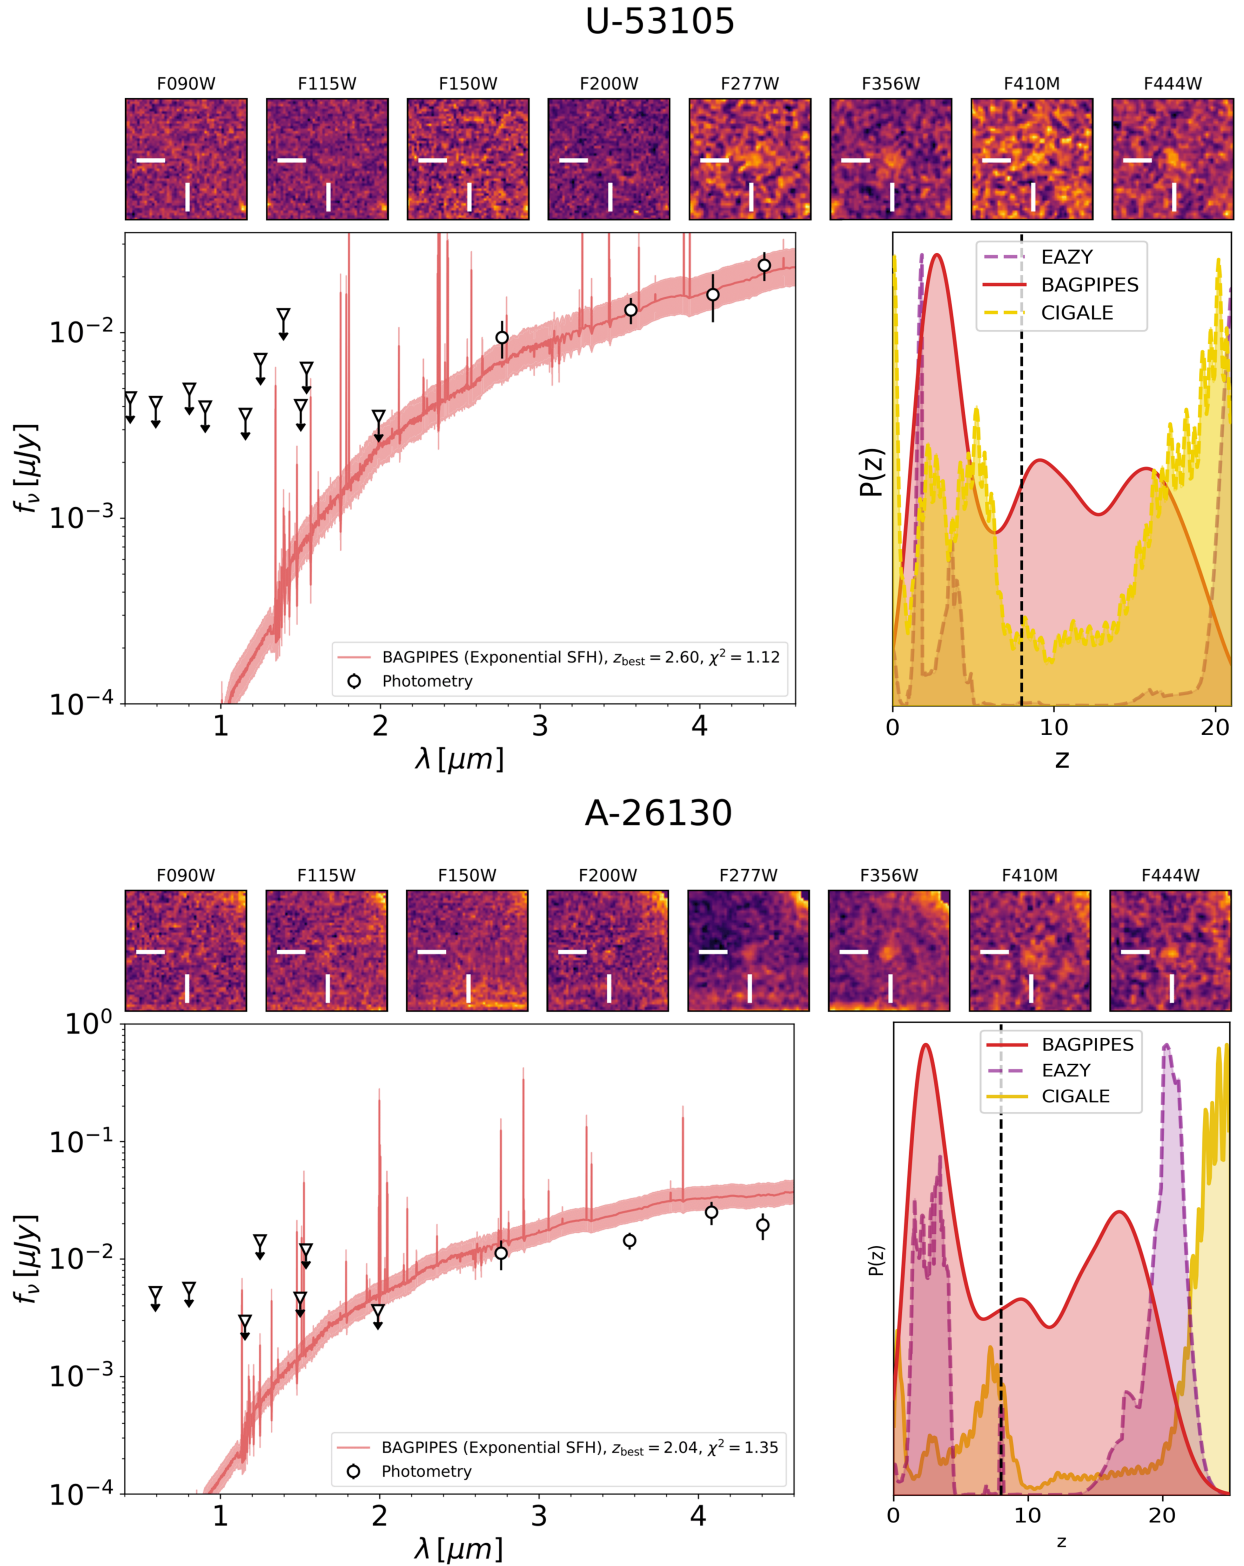 U-53105
F090W F115W F150W F200W F277W F356W F410M F444W
10⁻²
10⁻³
10⁻⁴
f_ν [μJy]
BAGPIPES (Exponential SFH), z_best = 2.60, χ² = 1.12
Photometry
1 2 3 4
λ [μm]
EAZY
BAGPIPES
CIGALE
P(z)
0 10 20
z
A-26130
F090W F115W F150W F200W F277W F356W F410M F444W
10⁰
10⁻¹
10⁻²
10⁻³
10⁻⁴
f_ν [μJy]
BAGPIPES (Exponential SFH), z_best = 2.04, χ² = 1.35
Photometry
1 2 3 4
λ [μm]
BAGPIPES
EAZY
CIGALE
P(z)
0 10 20
z